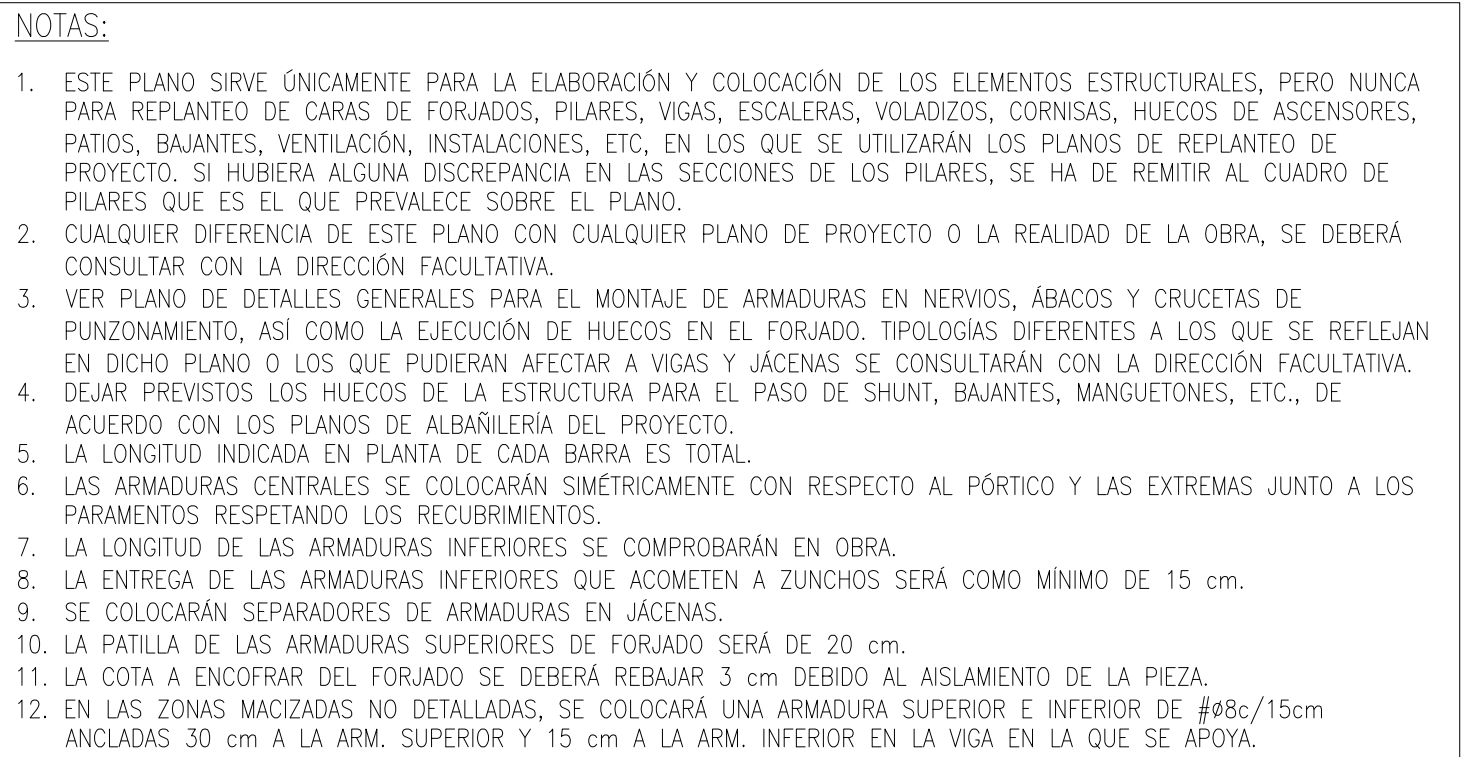 NOTAS:
1. ESTE PLANO SIRVE ÚNICAMENTE PARA LA ELABORACIÓN Y COLOCACIÓN DE LOS ELEMENTOS ESTRUCTURALES, PERO NUNCA
PARA REPLANTEO DE CARAS DE FORJADOS, PILARES, VIGAS, ESCALERAS, VOLADIZOS, CORNISAS, HUECOS DE ASCENSORES,
PATIOS, BAJANTES, VENTILACIÓN, INSTALACIONES, ETC, EN LOS QUE SE UTILIZARÁN LOS PLANOS DE REPLANTEO DE
PROYECTO. SI HUBIERA ALGUNA DISCREPANCIA EN LAS SECCIONES DE LOS PILARES, SE HA DE REMITIR AL CUADRO DE
PILARES QUE ES EL QUE PREVALECE SOBRE EL PLANO.
2. CUALQUIER DIFERENCIA DE ESTE PLANO CON CUALQUIER PLANO DE PROYECTO O LA REALIDAD DE LA OBRA, SE DEBERÁ
CONSULTAR CON LA DIRECCIÓN FACULTATIVA.
3. VER PLANO DE DETALLES GENERALES PARA EL MONTAJE DE ARMADURAS EN NERVIOS, ÁBACOS Y CRUCETAS DE
PUNZONAMIENTO, ASÍ COMO LA EJECUCIÓN DE HUECOS EN EL FORJADO. TIPOLOGÍAS DIFERENTES A LOS QUE SE REFLEJAN
EN DICHO PLANO O LOS QUE PUDIERAN AFECTAR A VIGAS Y JÁCENAS SE CONSULTARÁN CON LA DIRECCIÓN FACULTATIVA.
4. DEJAR PREVISTOS LOS HUECOS DE LA ESTRUCTURA PARA EL PASO DE SHUNT, BAJANTES, MANGUETONES, ETC., DE
ACUERDO CON LOS PLANOS DE ALBAÑILERÍA DEL PROYECTO.
5. LA LONGITUD INDICADA EN PLANTA DE CADA BARRA ES TOTAL.
6. LAS ARMADURAS CENTRALES SE COLOCARÁN SIMÉTRICAMENTE CON RESPECTO AL PÓRTICO Y LAS EXTREMAS JUNTO A LOS
PARAMENTOS RESPETANDO LOS RECUBRIMIENTOS.
7. LA LONGITUD DE LAS ARMADURAS INFERIORES SE COMPROBARÁN EN OBRA.
8. LA ENTREGA DE LAS ARMADURAS INFERIORES QUE ACOMETEN A ZUNCHOS SERÁ COMO MÍNIMO DE 15 cm.
9. SE COLOCARÁN SEPARADORES DE ARMADURAS EN JÁCENAS.
10. LA PATILLA DE LAS ARMADURAS SUPERIORES DE FORJADO SERÁ DE 20 cm.
11. LA COTA A ENCOFRAR DEL FORJADO SE DEBERÁ REBAJAR 3 cm DEBIDO AL AISLAMIENTO DE LA PIEZA.
12. EN LAS ZONAS MACIZADAS NO DETALLADAS, SE COLOCARÁ UNA ARMADURA SUPERIOR E INFERIOR DE #ø8c/15cm
ANCLADAS 30 cm A LA ARM. SUPERIOR Y 15 cm A LA ARM. INFERIOR EN LA VIGA EN LA QUE SE APOYA.